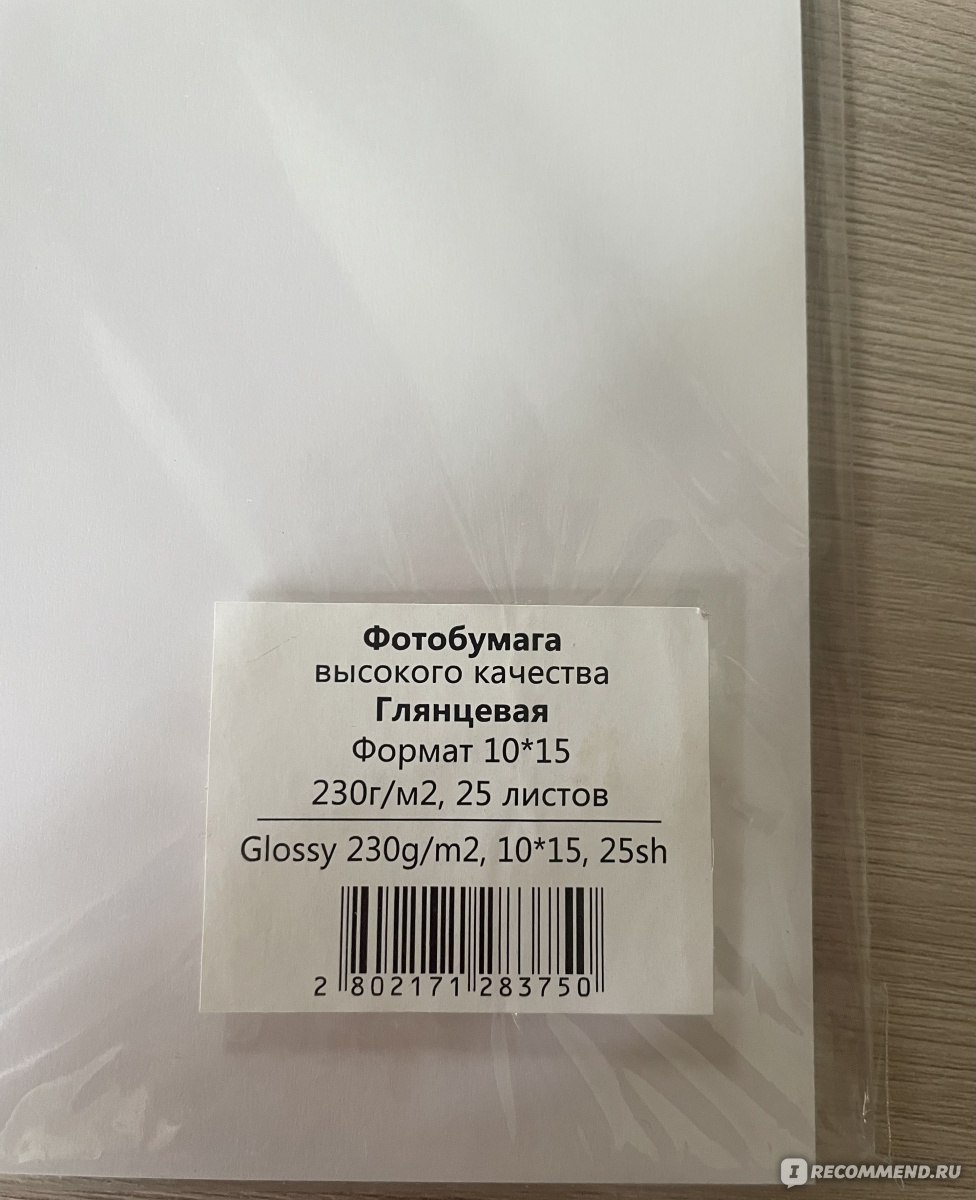 Фотобумага
высокого качества
Глянцевая
Формат 10*15
230г/м2, 25 листов
Glossy 230g/m2, 10*15, 25sh
2 802171 283750
I RECOMMEND.RU